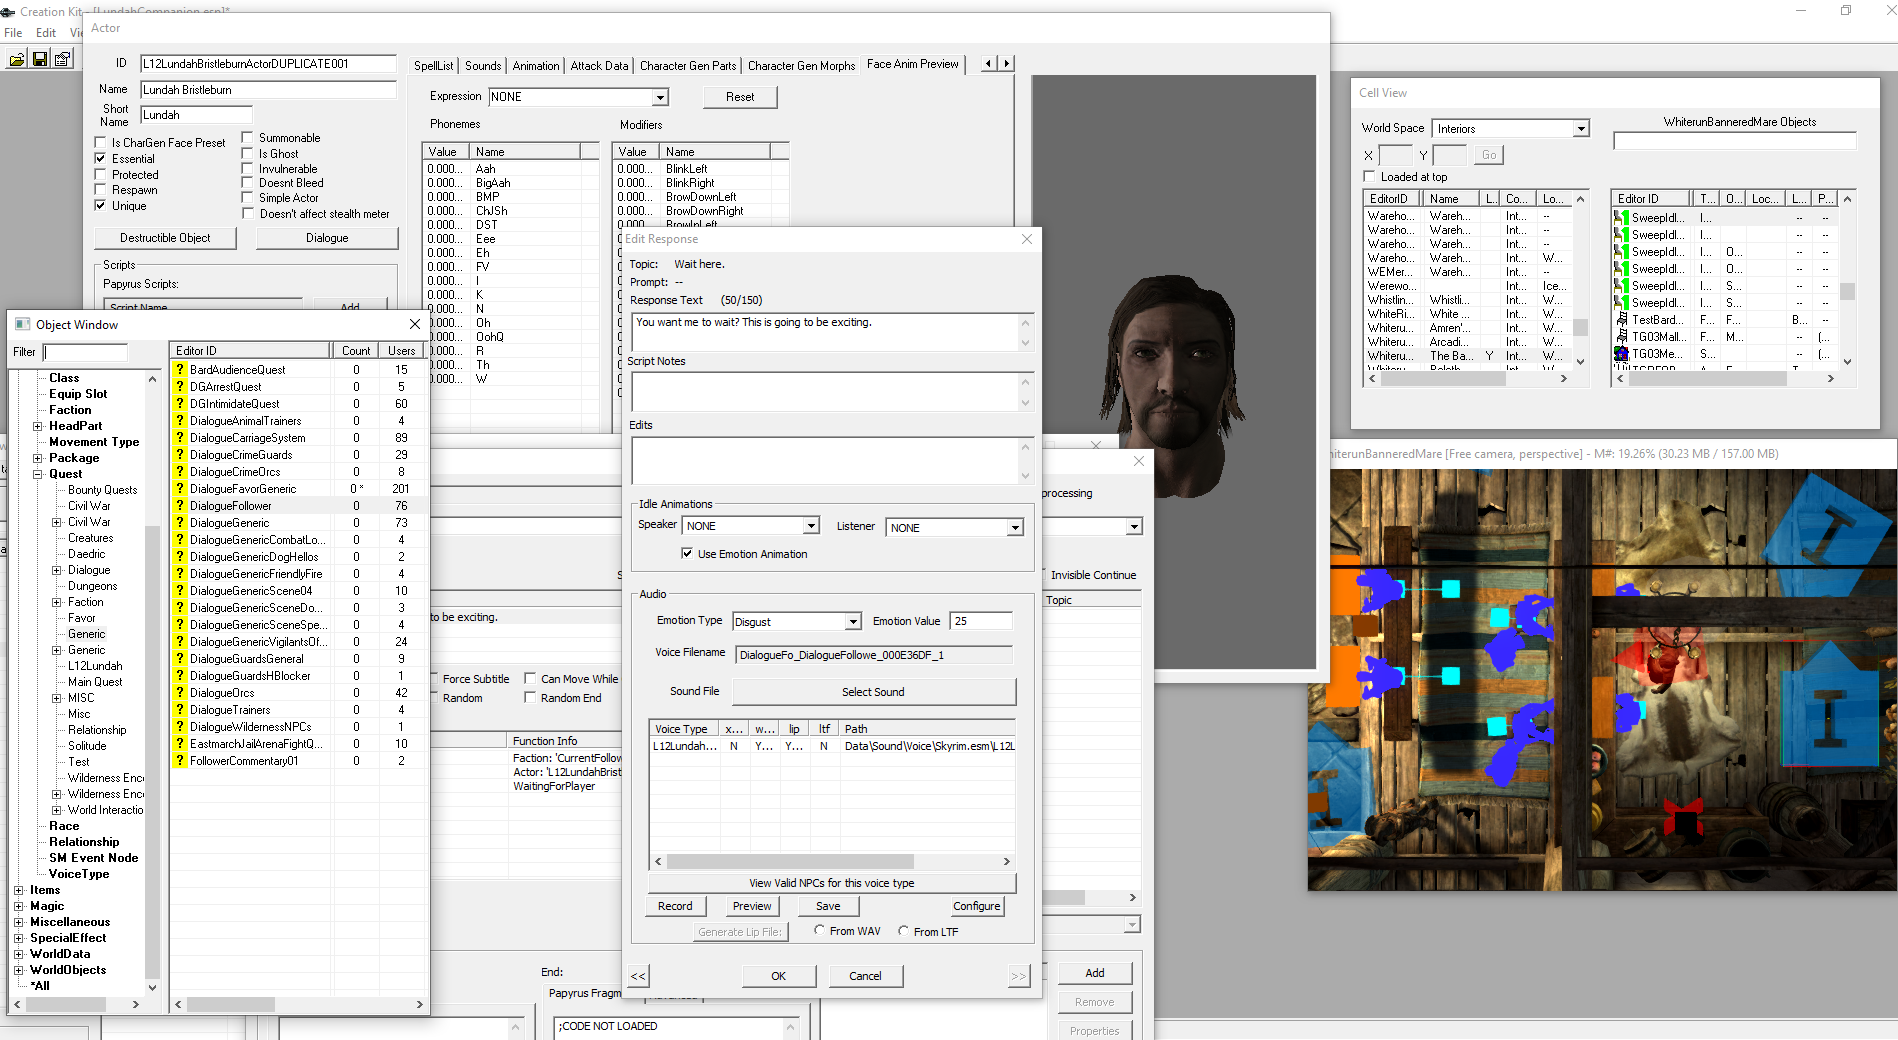 Creation Kit - [LundahCompanion.esp]*
File Edit
Actor
ID L12LundahBristleburnActorDUPLICATE001
Name Lundah Bristleburn
Short Name Lundah
Is CharGen Face Preset
Essential
Protected
Respawn
Unique
Summonable
Is Ghost
Invulnerable
Doesnt Bleed
Simple Actor
Doesn't affect stealth meter
Destructible Object Dialogue
Scripts
Papyrus Scripts:
Script Name Add
SpellList Sounds Animation Attack Data Character Gen Parts Character Gen Morphs Face Anim Preview
Expression NONE Reset
Phonemes Modifiers
Value Name Value Name
0.000... Aah 0.000... BlinkLeft
0.000... BigAah 0.000... BlinkRight
0.000... BMP 0.000... BrowDownLeft
0.000... ChJSh 0.000... BrowDownRight
0.000... DST 0.000... BrowInLeft
0.000... Eee
0.000... Eh
0.000... FV
0.000... I
0.000... K
0.000... N
0.000... Oh
0.000... OohQ
0.000... R
0.000... Th
0.000... W
Cell View
World Space Interiors
X Y Go
Loaded at top
WhiterunBanneredMare Objects
EditorID Name L... Co... Lo...
Wareho... Wareh... Int... --
Wareho... Wareh... Int... --
Wareho... Wareh... Int... --
Wareho... Wareh... Int... W...
WEMer... Wareh... Int... --
Werewo... Int... Ice...
Whistlin... Whistli... Int... W...
WhiteRi... White ... Int... W...
Whiteru... Amren'... Int... W...
Whiteru... Arcadi... Int... W...
Whiteru... The Ba... Y Int... W...
Editor ID T... O... Loc... L... P...
SweepIdl... I... -- --
SweepIdl... I... -- --
SweepIdl... I... O... -- --
SweepIdl... I... O... -- --
SweepIdl... I... S... -- --
SweepIdl... I... S... -- --
TestBard... F... F... B... --
TG03Mall... F... M... -- (...
TG03Me... S... -- (...
Object Window
Filter
Class
Equip Slot
Faction
HeadPart
Movement Type
Package
Quest
Bounty Quests
Civil War
Civil War
Creatures
Daedric
Dialogue
Dungeons
Faction
Favor
Generic
Generic
L12Lundah
Main Quest
MISC
Misc
Relationship
Solitude
Test
Wilderness Enc
Wilderness Enc
World Interactio
Race
Relationship
SM Event Node
VoiceType
Items
Magic
Miscellaneous
SpecialEffect
WorldData
WorldObjects
*All
Editor ID Count Users
BardAudienceQuest 0 15
DGArrestQuest 0 5
DGIntimidateQuest 0 60
DialogueAnimalTrainers 0 4
DialogueCarriageSystem 0 89
DialogueCrimeGuards 0 29
DialogueCrimeOrcs 0 8
DialogueFavorGeneric 0 * 201
DialogueFollower 0 76
DialogueGeneric 0 73
DialogueGenericCombatLo... 0 4
DialogueGenericDogHellos 0 2
DialogueGenericFriendlyFire 0 4
DialogueGenericScene04 0 10
DialogueGenericSceneDo... 0 3
DialogueGenericSceneSpe... 0 4
DialogueGenericVigilantsOf... 0 24
DialogueGuardsGeneral 0 9
DialogueGuardsHBlocker 0 1
DialogueOrcs 0 42
DialogueTrainers 0 4
DialogueWildernessNPCs 0 1
EastmarchJailArenaFightQ... 0 10
FollowerCommentary01 0 2
Edit Response
Topic: Wait here.
Prompt: --
Response Text (50/150)
You want me to wait? This is going to be exciting.
Script Notes
Edits
Idle Animations
Speaker NONE Listener NONE
Use Emotion Animation
Audio
Emotion Type Disgust Emotion Value 25
Voice Filename DialogueFo_DialogueFollowe_000E36DF_1
Sound File Select Sound
Voice Type x... w... lip ltf Path
L12Lundah... N Y... Y... N Data\Sound\Voice\Skyrim.esm\L12L
View Valid NPCs for this voice type
Record Preview Save Configure
Generate Lip File: From WAV From LTF
<< OK Cancel >>
processing
to be exciting.
Invisible Continue
Topic
Force Subtitle Can Move While
Random Random End
Function Info
Faction: 'CurrentFollow
Actor: 'L12LundahBrist
WaitingForPlayer
End:
Papyrus Fragm
;CODE NOT LOADED
Add
Remove
Properties
hiterunBanneredMare [Free camera, perspective] - M#: 19.26% (30.23 MB / 157.00 MB)